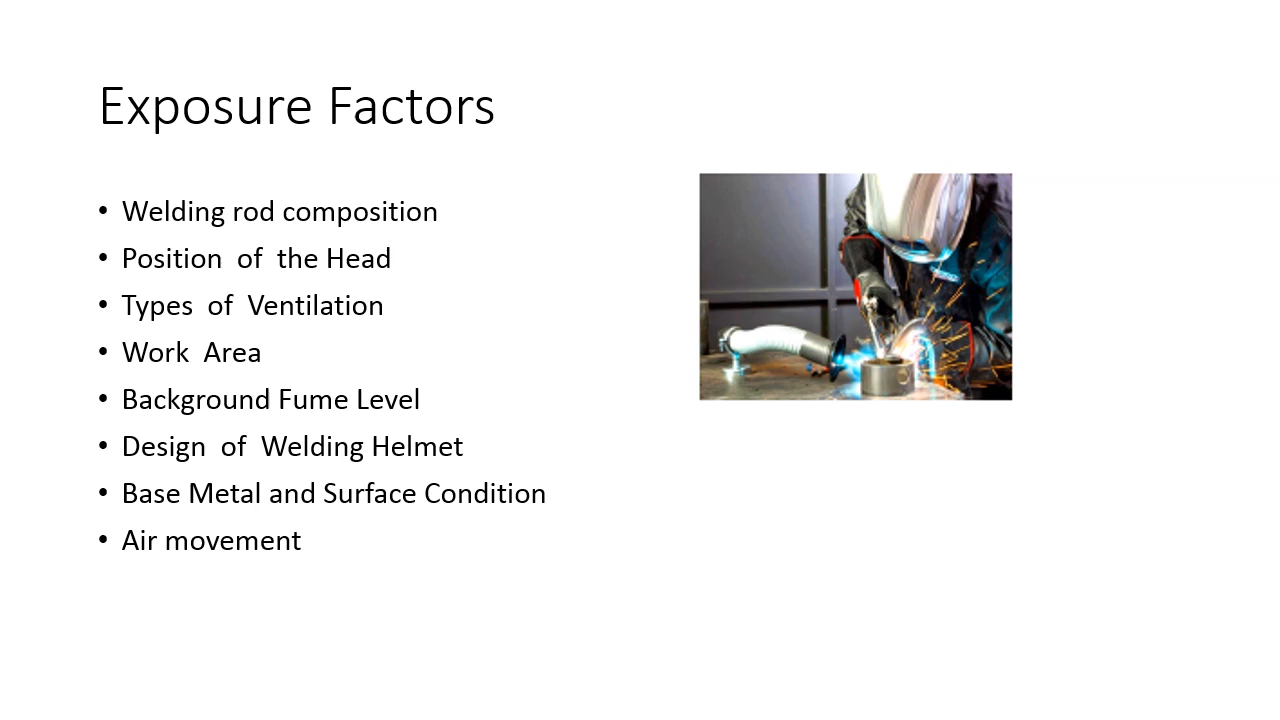 Exposure Factors
• Welding rod composition
• Position  of  the Head
• Types  of  Ventilation
• Work  Area
• Background Fume Level
• Design  of  Welding Helmet
• Base Metal and Surface Condition
• Air movement